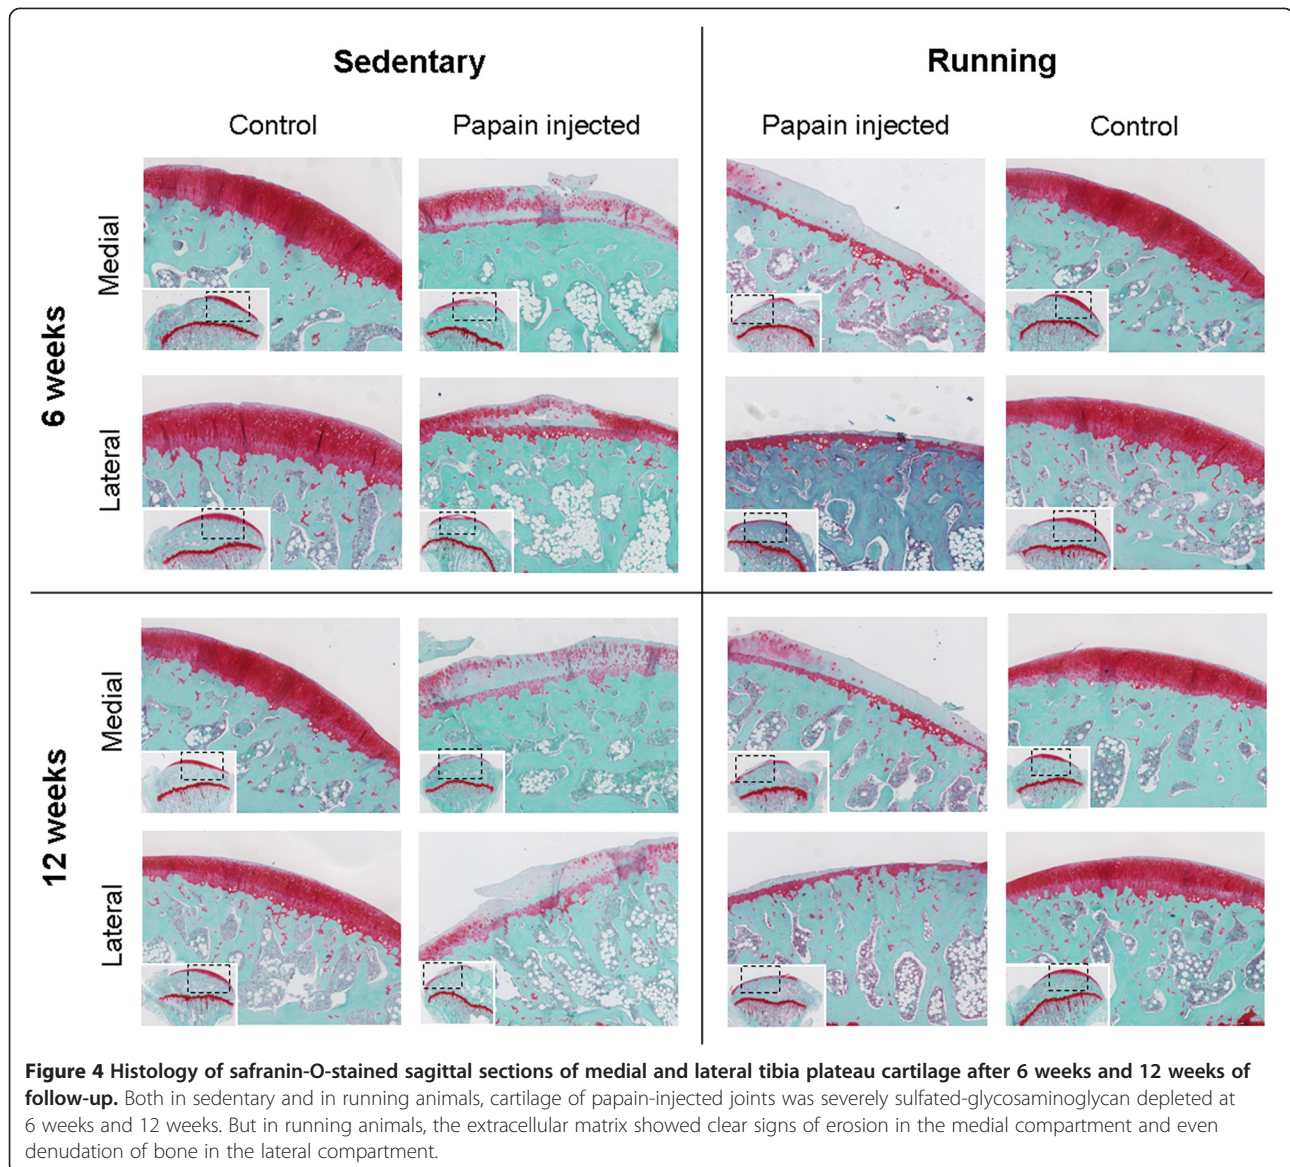 Sedentary
Running
Control
Papain injected
Papain injected
Control
6 weeks
Medial
Lateral
12 weeks
Medial
Lateral
Figure 4 Histology of safranin-O-stained sagittal sections of medial and lateral tibia plateau cartilage after 6 weeks and 12 weeks of
follow-up. Both in sedentary and in running animals, cartilage of papain-injected joints was severely sulfated-glycosaminoglycan depleted at
6 weeks and 12 weeks. But in running animals, the extracellular matrix showed clear signs of erosion in the medial compartment and even
denudation of bone in the lateral compartment.